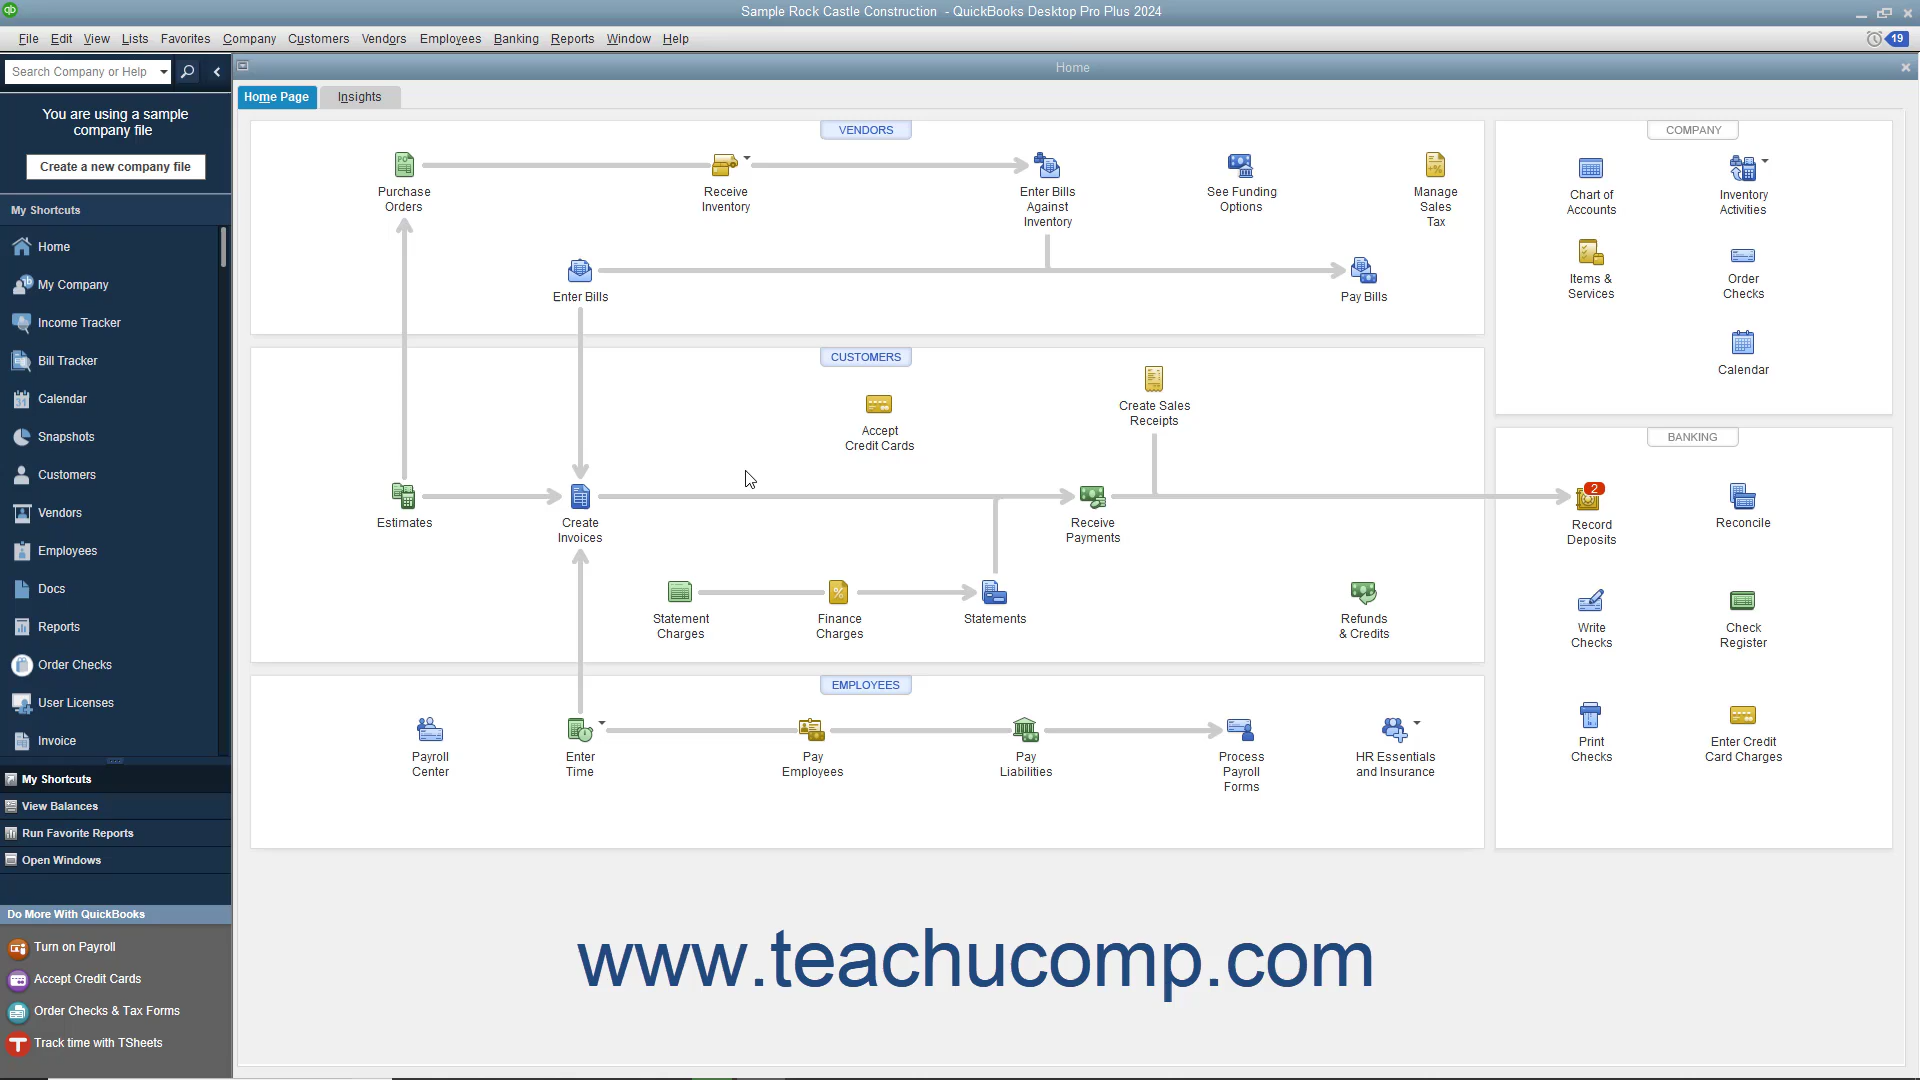 Sample Rock Castle Construction - QuickBooks Desktop Pro Plus 2024
File Edit View Lists Favorites Company Customers Vendors Employees Banking Reports Window Help
19
Search Company or Help
Home
You are using a sample
company file
Create a new company file
My Shortcuts
Home
My Company
Income Tracker
Bill Tracker
Calendar
Snapshots
Customers
Vendors
Employees
Docs
Reports
Order Checks
User Licenses
Invoice
My Shortcuts
View Balances
Run Favorite Reports
Open Windows
Do More With QuickBooks
Turn on Payroll
Accept Credit Cards
Order Checks & Tax Forms
Track time with TSheets
Home Page
Insights
VENDORS
Purchase
Orders
Receive
Inventory
Enter Bills
Against
Inventory
See Funding
Options
Manage
Sales
Tax
Enter Bills
Pay Bills
CUSTOMERS
Accept
Credit Cards
Create Sales
Receipts
Estimates
Create
Invoices
Receive
Payments
Statement
Charges
Finance
Charges
Statements
Refunds
& Credits
EMPLOYEES
Payroll
Center
Enter
Time
Pay
Employees
Pay
Liabilities
Process
Payroll
Forms
HR Essentials
and Insurance
COMPANY
Chart of
Accounts
Inventory
Activities
Items &
Services
Order
Checks
Calendar
BANKING
2
Record
Deposits
Reconcile
Write
Checks
Check
Register
Print
Checks
Enter Credit
Card Charges
www.teachucomp.com